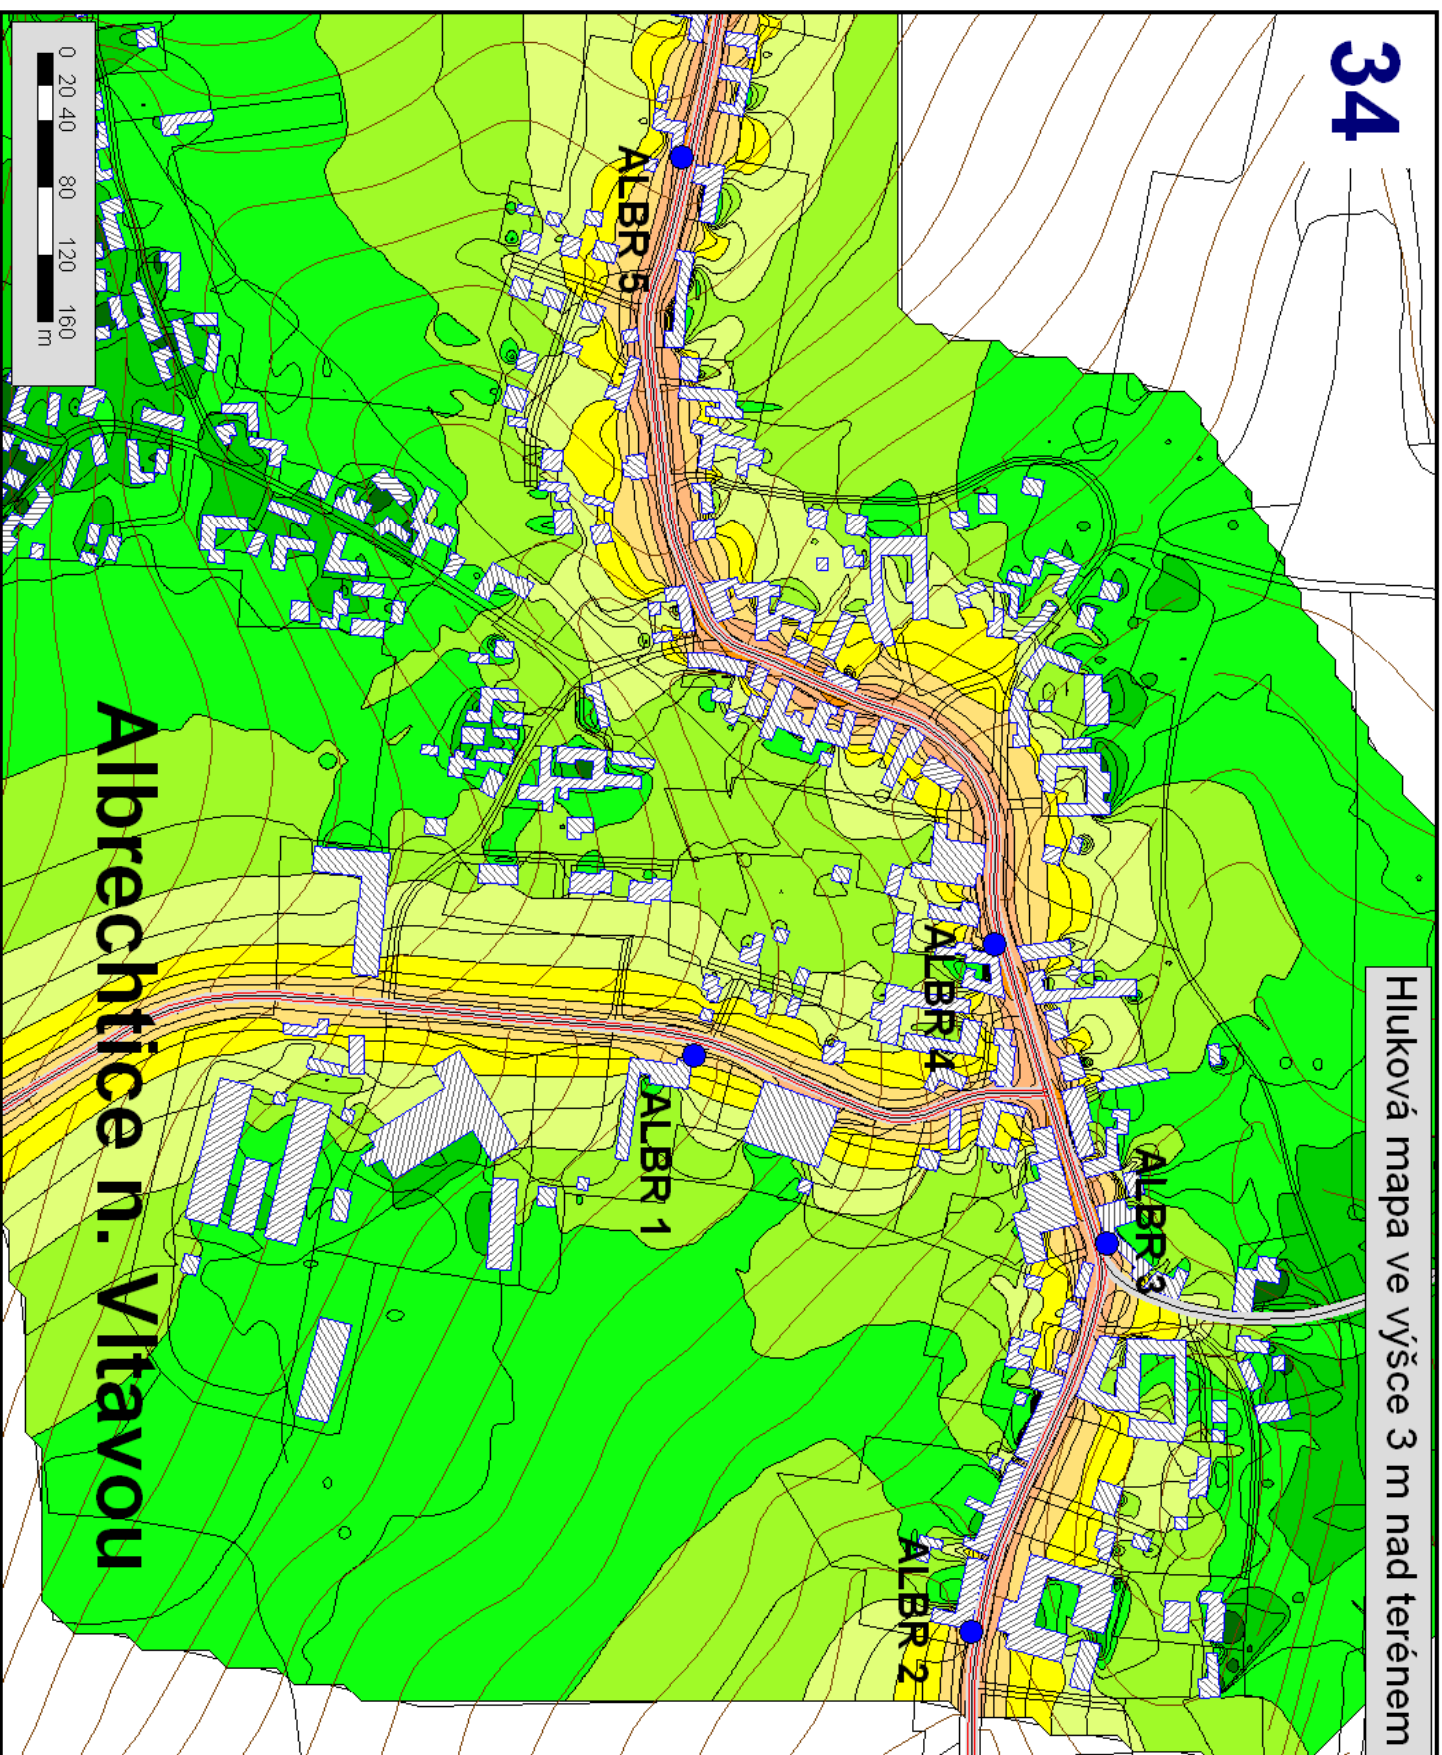 34
Hluková mapa ve výšce 3 m nad terénem
ALBR 5
ALBR 4
ALBR 3
ALBR 1
ALBR 2
Albrechtice n. Vltavou
0 20 40 80 120 160
m